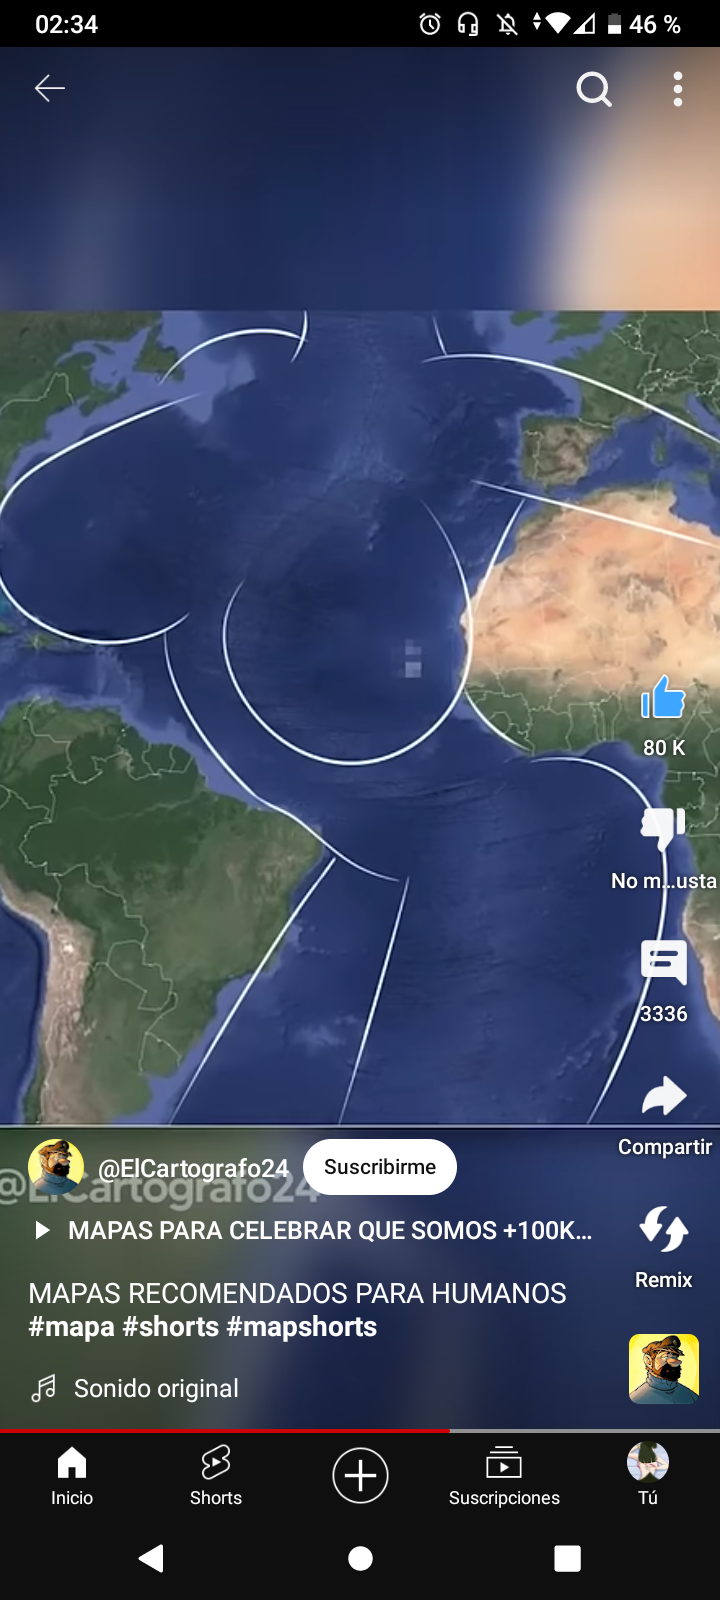 02:34
46 %
80 K
No m...usta
3336
Compartir
@ElCartografo24
Suscribirme
@ElCartografo24
MAPAS PARA CELEBRAR QUE SOMOS +100K...
Remix
MAPAS RECOMENDADOS PARA HUMANOS
#mapa #shorts #mapshorts
Sonido original
Inicio
Shorts
Suscripciones
Tú